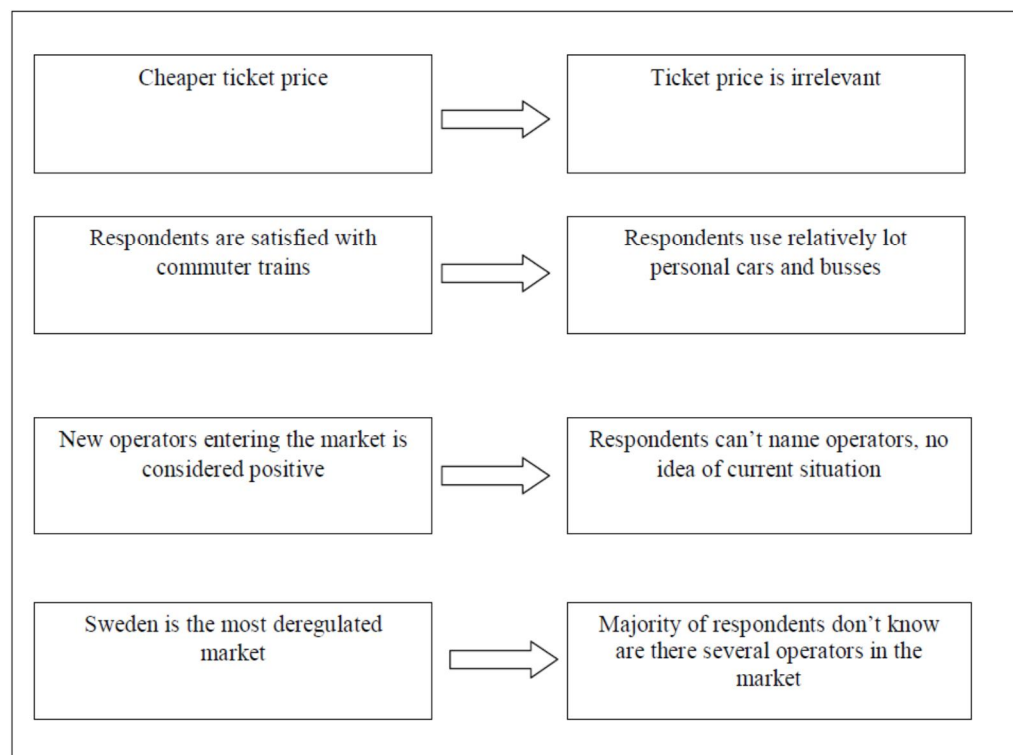 Cheaper ticket price
Ticket price is irrelevant
Respondents are satisfied with
commuter trains
Respondents use relatively lot
personal cars and busses
New operators entering the market is
considered positive
Respondents can't name operators, no
idea of current situation
Sweden is the most deregulated
market
Majority of respondents don't know
are there several operators in the
market